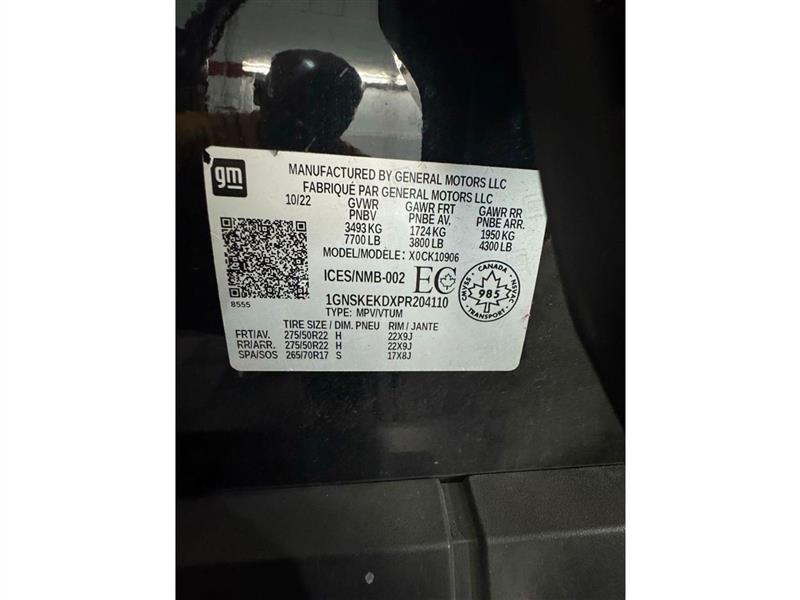 gm
MANUFACTURED BY GENERAL MOTORS LLC
FABRIQUÉ PAR GENERAL MOTORS LLC
10/22 GVWR GAWR FRT GAWR RR
PNBV PNBE AV. PNBE ARR.
3493 KG 1724 KG 1950 KG
7700 LB 3800 LB 4300 LB
MODEL/MODÈLE: X0CK10906
ICES/NMB-002 EC
CANADA
CMVSS 985 NSVAC
TRANSPORT
8555
1GNSKEKDXPR204110
TYPE: MPV/VTUM
TIRE SIZE / DIM. PNEU RIM / JANTE
FRT/AV. 275/50R22 H 22X9J
RR/ARR. 275/50R22 H 22X9J
SPA/SOS 265/70R17 S 17X8J